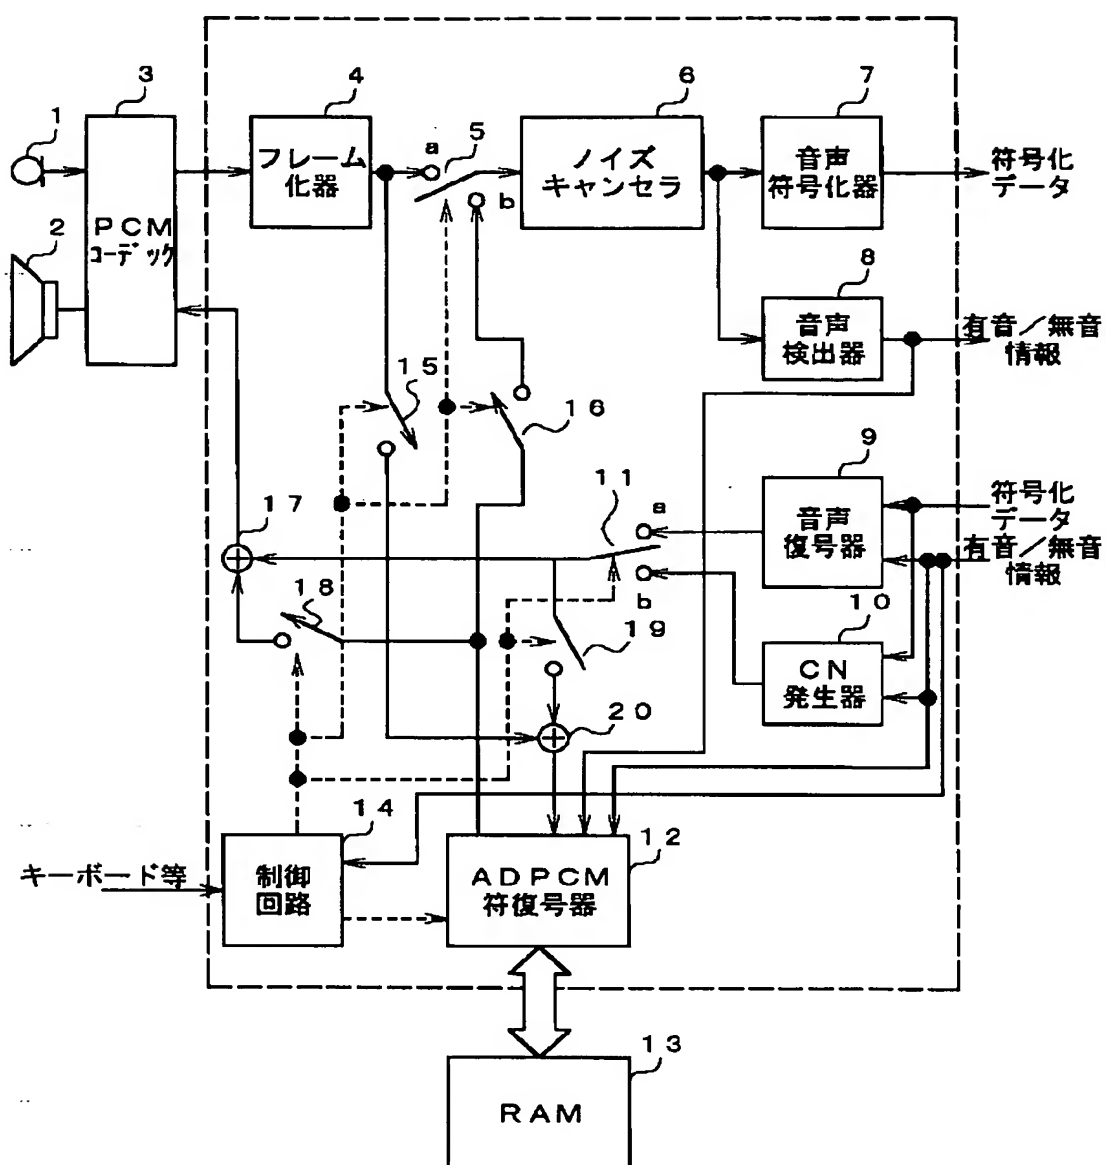 1
2
3
PCM
コーデック
4
フレーム
化器
a
5
b
6
ノイズ
キャンセラ
7
音声
符号化器
符号化
データ
8
音声
検出器
有音/無音
情報
15
16
17
18
11
a
b
9
音声
復号器
符号化
データ
有音/無音
情報
10
CN
発生器
19
20
キーボード等
14
制御
回路
12
ADPCM
符復号器
13
RAM